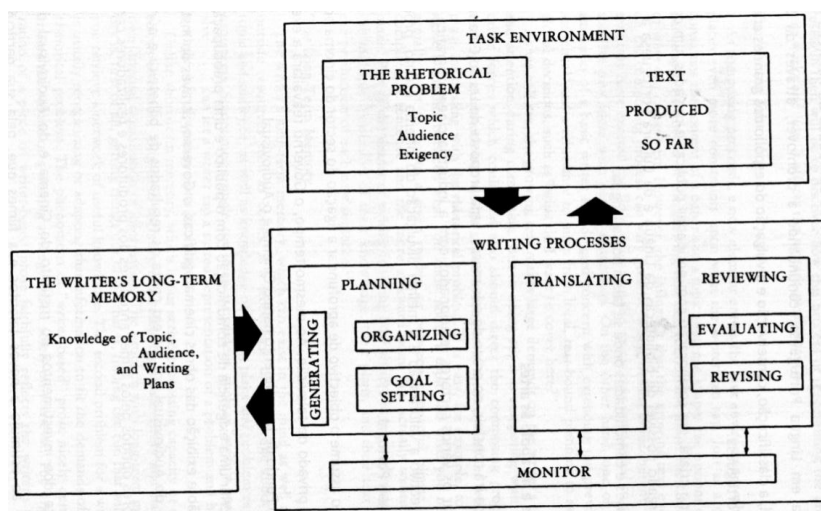 TASK ENVIRONMENT
THE RHETORICAL
PROBLEM
Topic
Audience
Exigency
TEXT
PRODUCED
SO FAR
WRITING PROCESSES
THE WRITER'S LONG-TERM
MEMORY
Knowledge of Topic,
Audience,
and Writing
Plans
PLANNING
GENERATING
ORGANIZING
GOAL
SETTING
TRANSLATING
REVIEWING
EVALUATING
REVISING
MONITOR